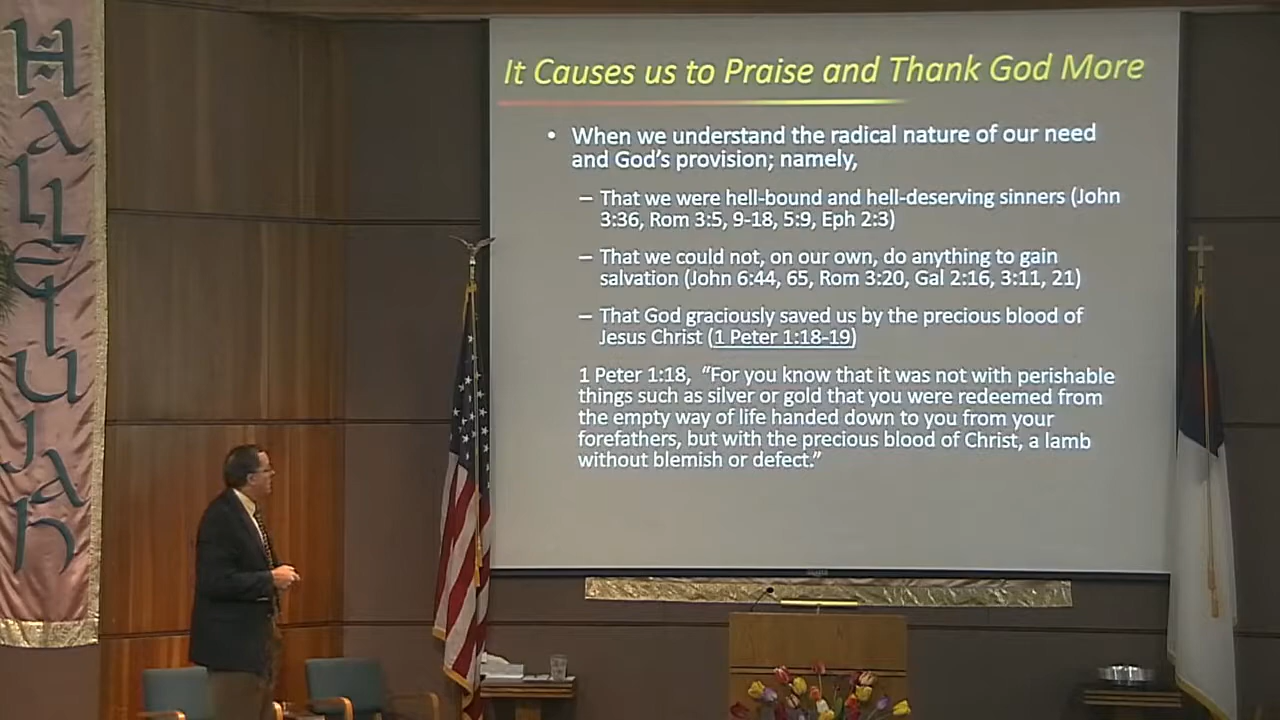 Hallelujah
It Causes us to Praise and Thank God More
• When we understand the radical nature of our need
and God's provision; namely,
– That we were hell-bound and hell-deserving sinners (John
3:36, Rom 3:5, 9-18, 5:9, Eph 2:3)
– That we could not, on our own, do anything to gain
salvation (John 6:44, 65, Rom 3:20, Gal 2:16, 3:11, 21)
– That God graciously saved us by the precious blood of
Jesus Christ (1 Peter 1:18-19)
1 Peter 1:18, “For you know that it was not with perishable
things such as silver or gold that you were redeemed from
the empty way of life handed down to you from your
forefathers, but with the precious blood of Christ, a lamb
without blemish or defect.”